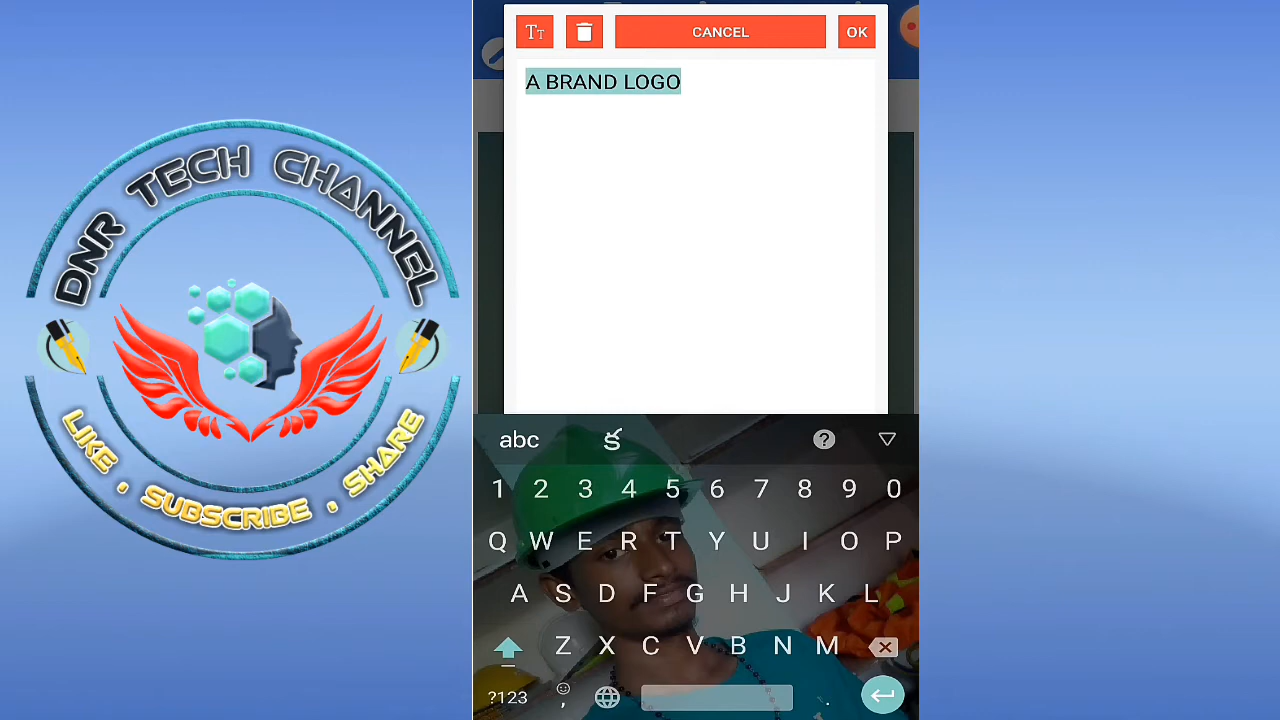 DNR TECH CHANNEL
LIKE , SUBSCRIBE , SHARE
TT CANCEL OK
A BRAND LOGO
abc క ?
1 2 3 4 5 6 7 8 9 0
Q W E R T Y U I O P
A S D F G H J K L
Z X C V B N M
?123 , .